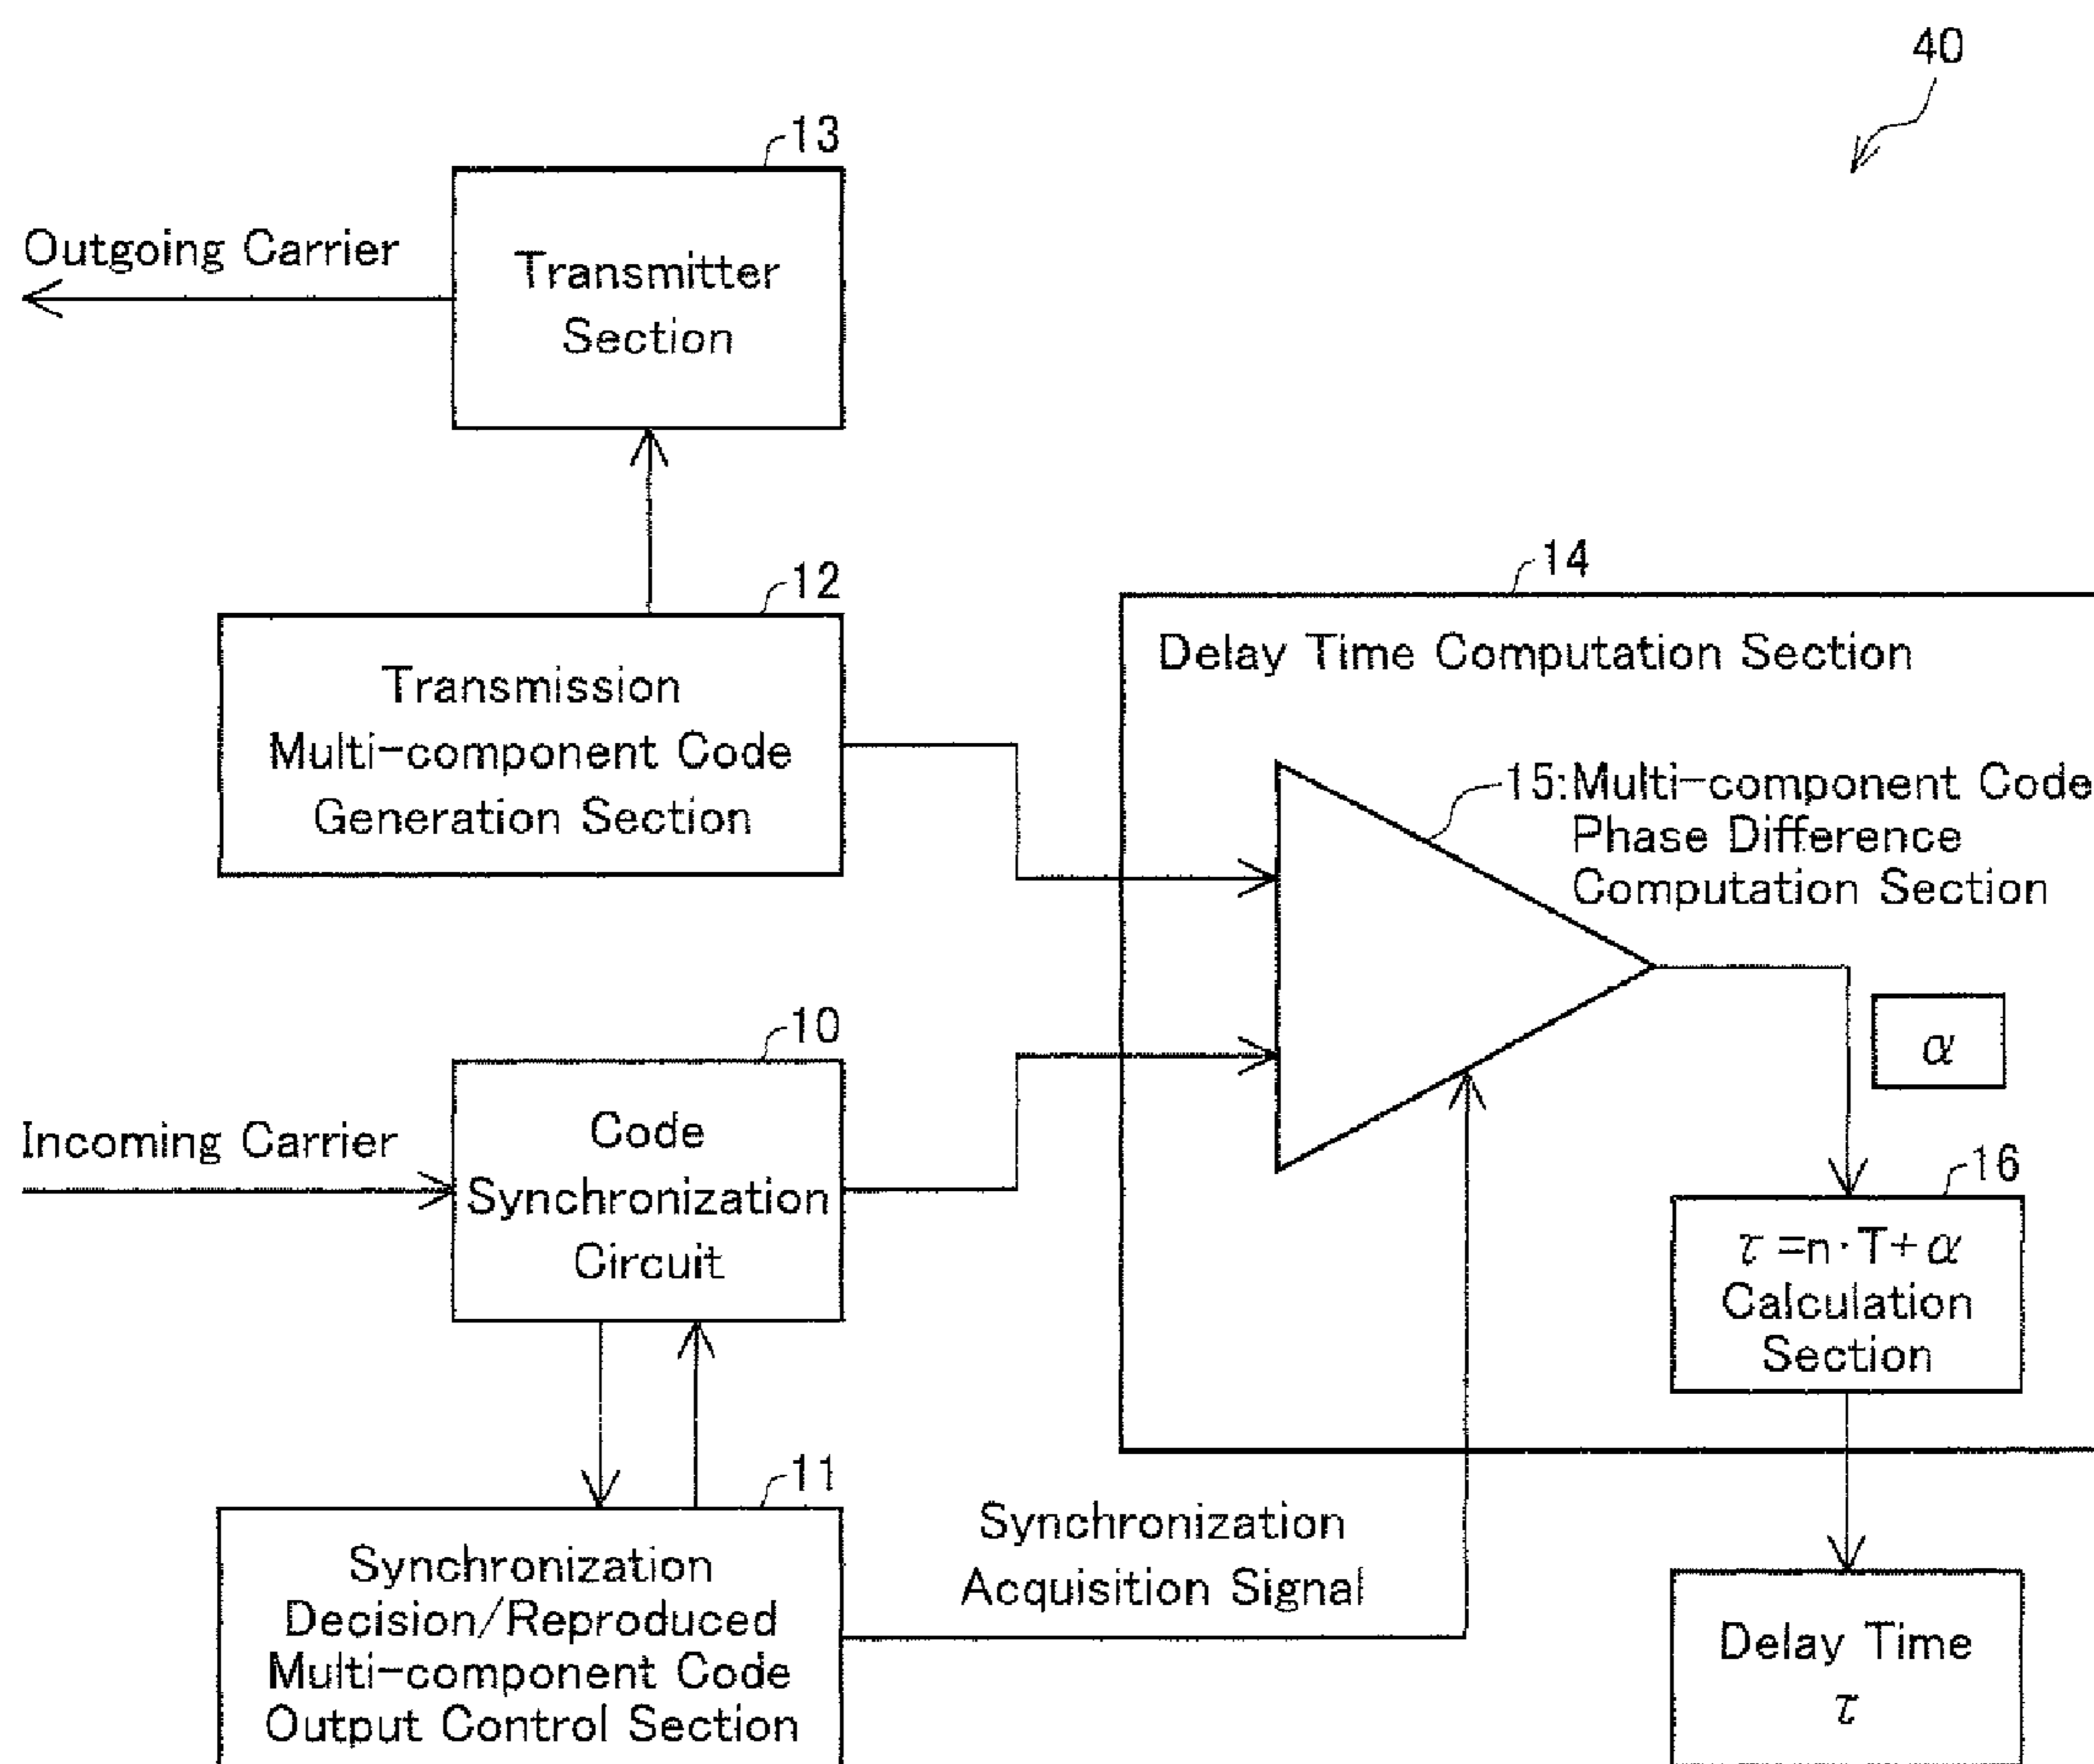 40
13
Outgoing Carrier
Transmitter
Section
12
Transmission
Multi-component Code
Generation Section
14
Delay Time Computation Section
15:Multi-component Code
Phase Difference
Computation Section
α
10
Incoming Carrier
Code
Synchronization
Circuit
16
τ=n·T+α
Calculation
Section
11
Synchronization
Decision/Reproduced
Multi-component Code
Output Control Section
Synchronization
Acquisition Signal
Delay Time
τ